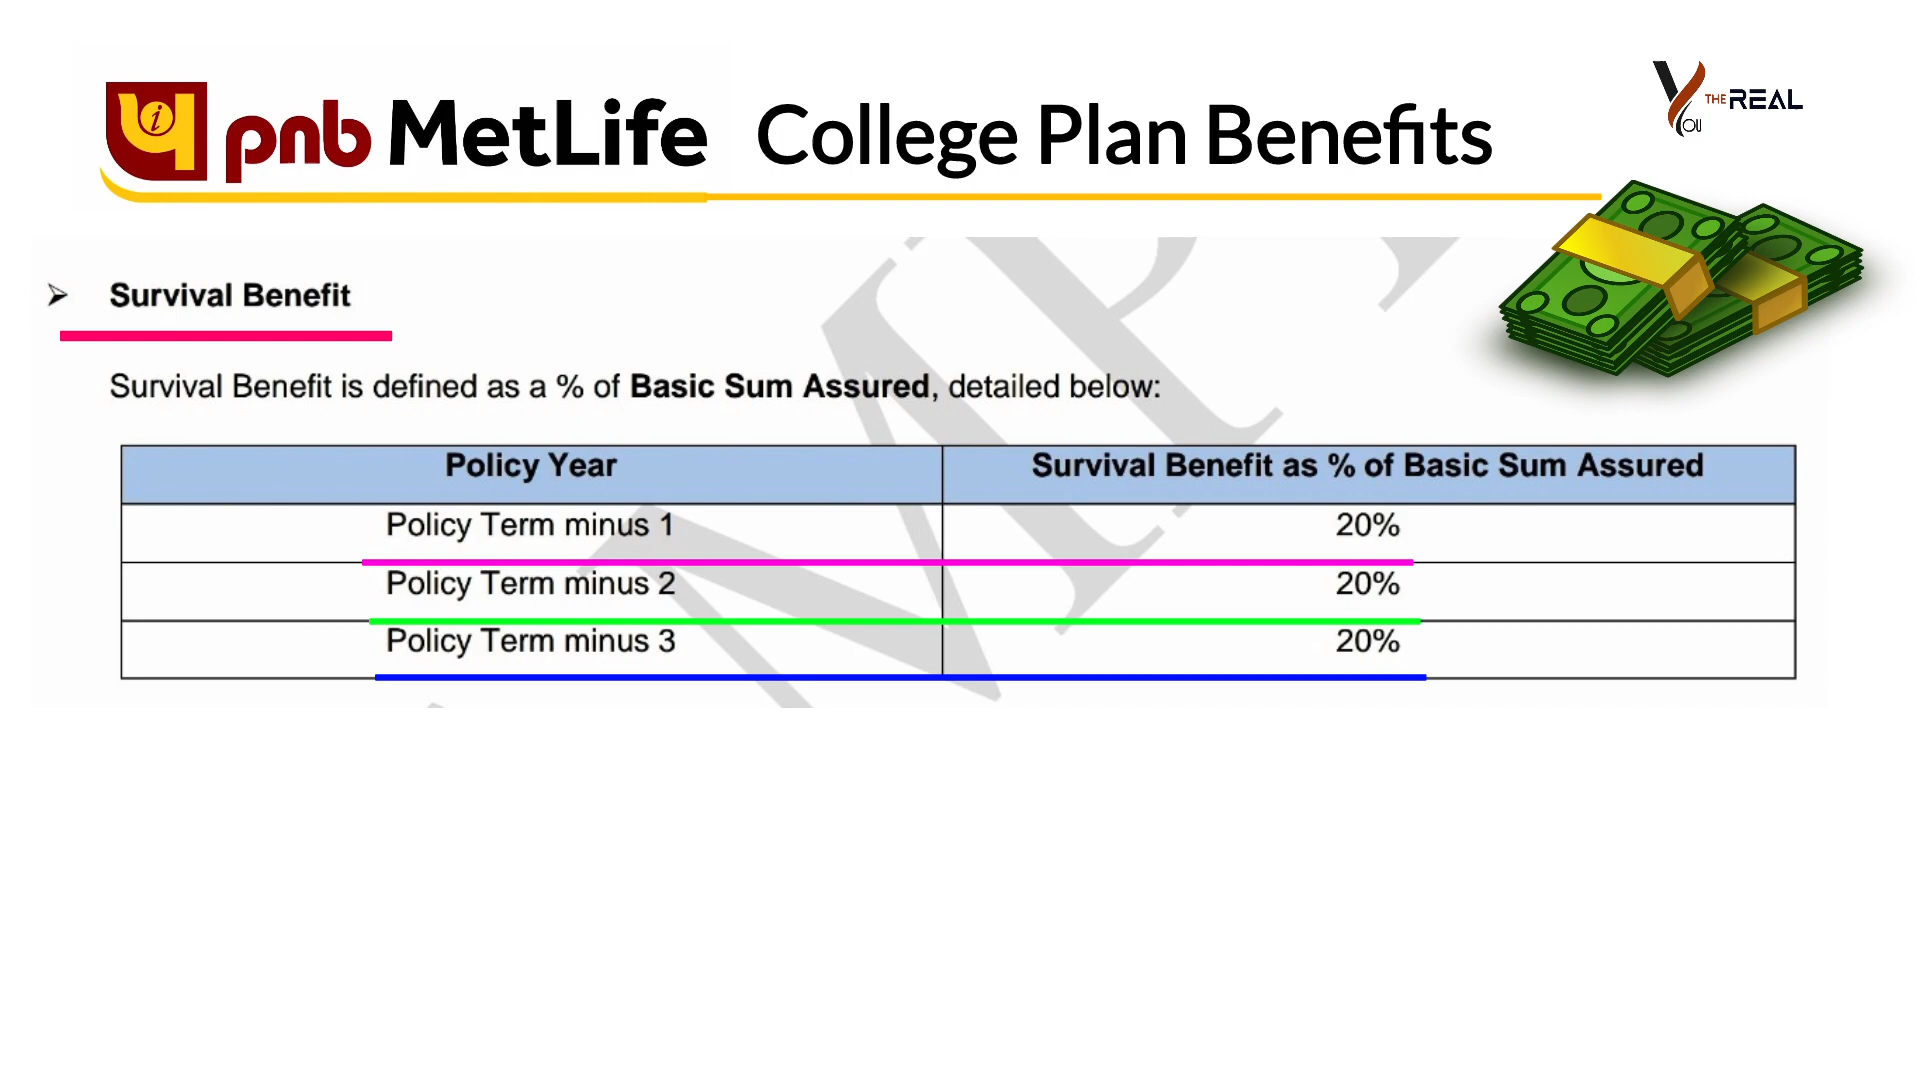 pnb MetLife College Plan Benefits
THE REAL
YOU
➢ Survival Benefit
Survival Benefit is defined as a % of Basic Sum Assured, detailed below:
Policy Year Survival Benefit as % of Basic Sum Assured
Policy Term minus 1 20%
Policy Term minus 2 20%
Policy Term minus 3 20%